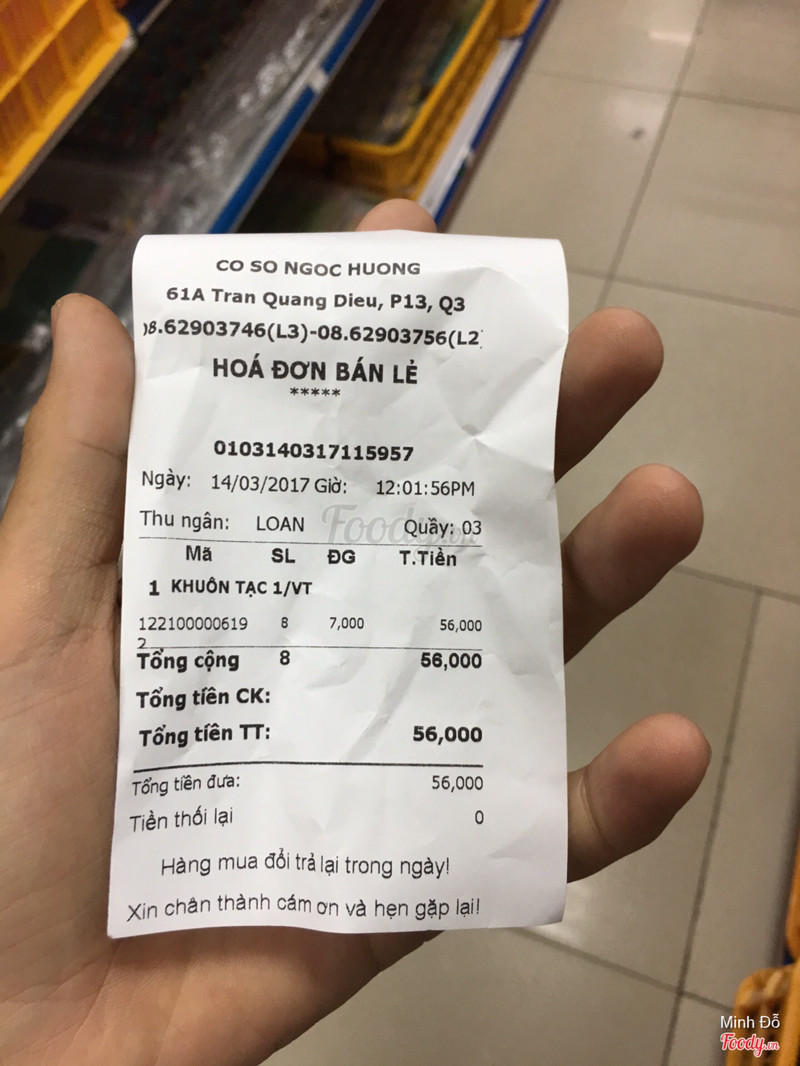 CO SO NGOC HUONG
61A Tran Quang Dieu, P13, Q3
08.62903746(L3)-08.62903756(L2
HOÁ ĐƠN BÁN LẺ
*****
0103140317115957
Ngày: 14/03/2017 Giờ: 12:01:56PM
Thu ngân: LOAN Quầy: 03
Foody.vn
Mã SL ĐG T.Tiền
1 KHUÔN TẠC 1/VT
122100000619 8 7,000 56,000
2
Tổng cộng 8 56,000
Tổng tiền CK:
Tổng tiền TT: 56,000
Tổng tiền đưa: 56,000
Tiền thối lại 0
Hàng mua đổi trả lại trong ngày!
Xin chân thành cám ơn và hẹn gặp lại!
Minh Đỗ
Foody.vn